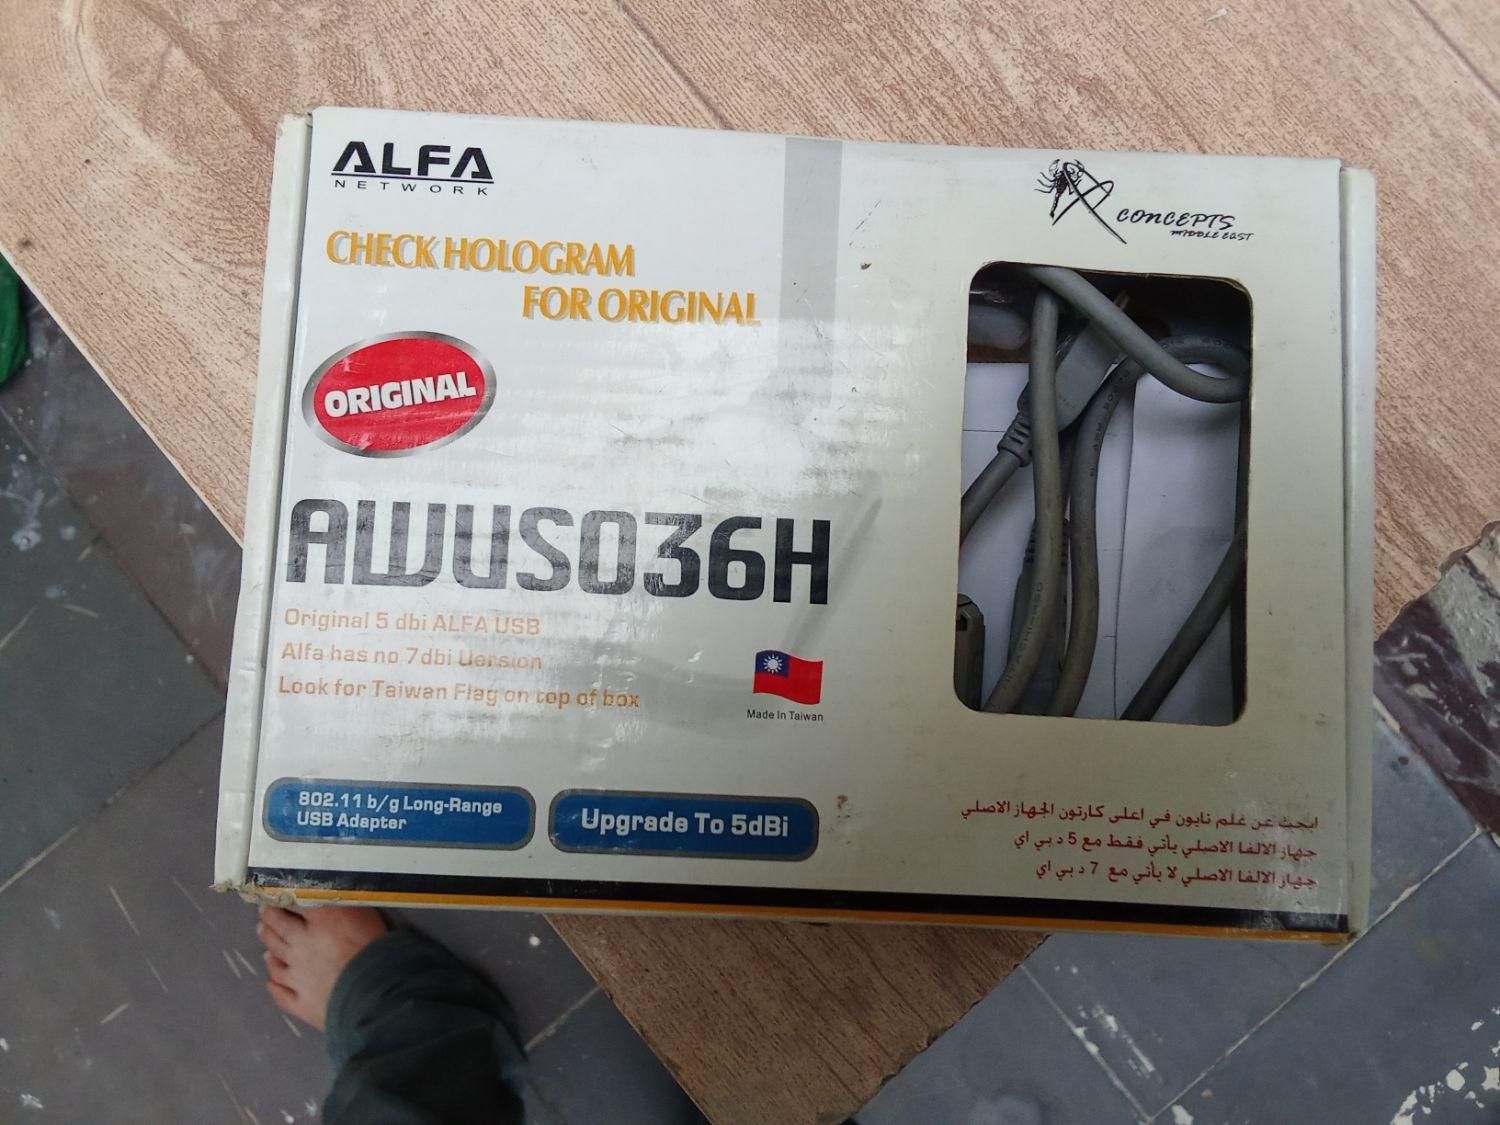 ALFA
NETWORK
CONCEPTS
MIDDLE EAST
CHECK HOLOGRAM
FOR ORIGINAL
ORIGINAL
AWUS036H
Original 5 dbi ALFA USB
Alfa has no 7dbi Version
Look for Taiwan Flag on top of box
Made In Taiwan
802.11 b/g Long-Range
USB Adapter
Upgrade To 5dBi
ابحث عن علم تايون في اعلى كارتون الجهاز الاصلي
جهاز الالفا الاصلي يأتي فقط مع 5 د بي اي
جهاز الالفا الاصلي لا يأتي مع 7 د بي اي